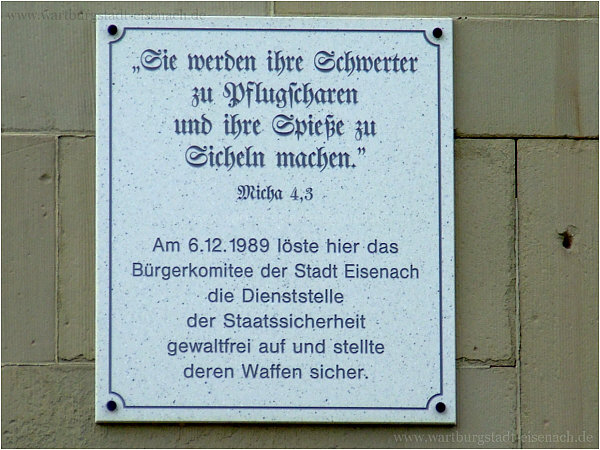 www.wartburgstadt-eisenach.de
„Sie werden ihre Schwerter
zu Pflugscharen
und ihre Spieße zu
Sicheln machen.”
Micha 4,3
Am 6.12.1989 löste hier das
Bürgerkomitee der Stadt Eisenach
die Dienststelle
der Staatssicherheit
gewaltfrei auf und stellte
deren Waffen sicher.
www.wartburgstadt-eisenach.de